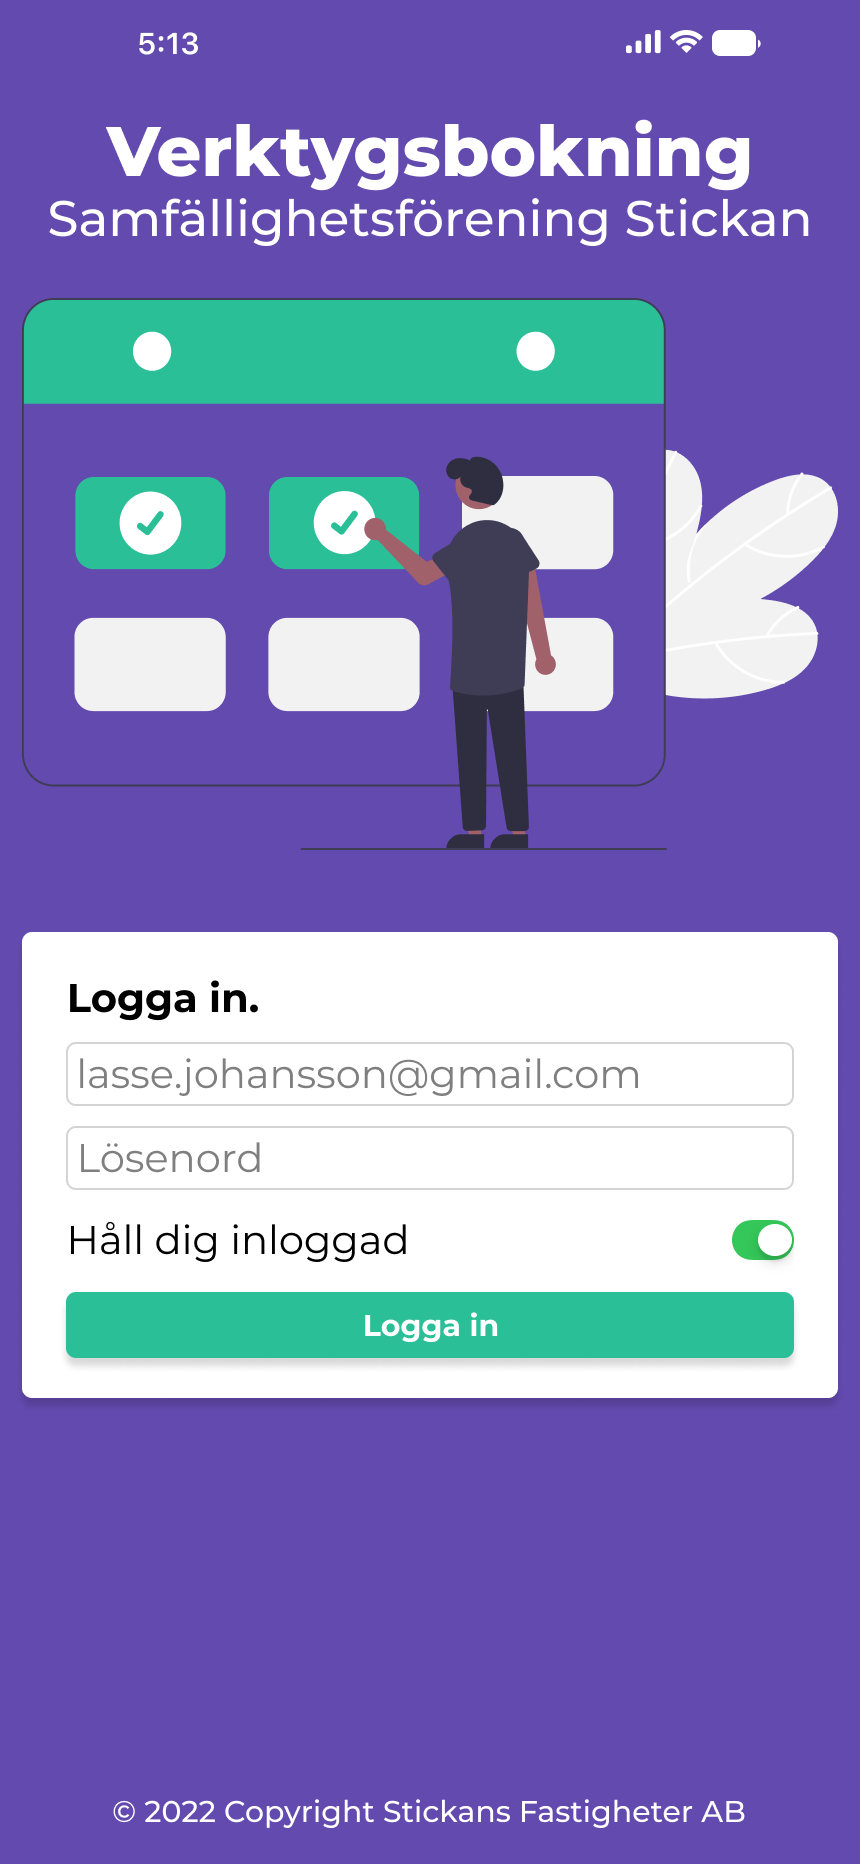 5:13
Verktygsbokning
Samfällighetsförening Stickan
Logga in.
lasse.johansson@gmail.com
Lösenord
Håll dig inloggad
Logga in
© 2022 Copyright Stickans Fastigheter AB